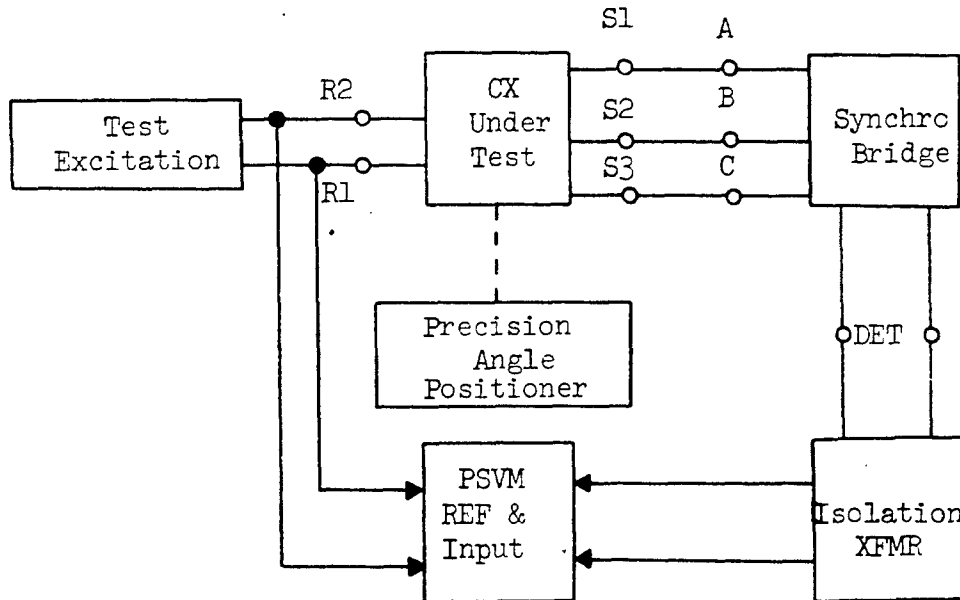 S1
A
R2
CX
Under
Test
B
Test
Excitation
S2
Synchro
Bridge
S3
C
R1
Precision
Angle
Positioner
DET
PSVM
REF &
Input
Isolation
XFMR